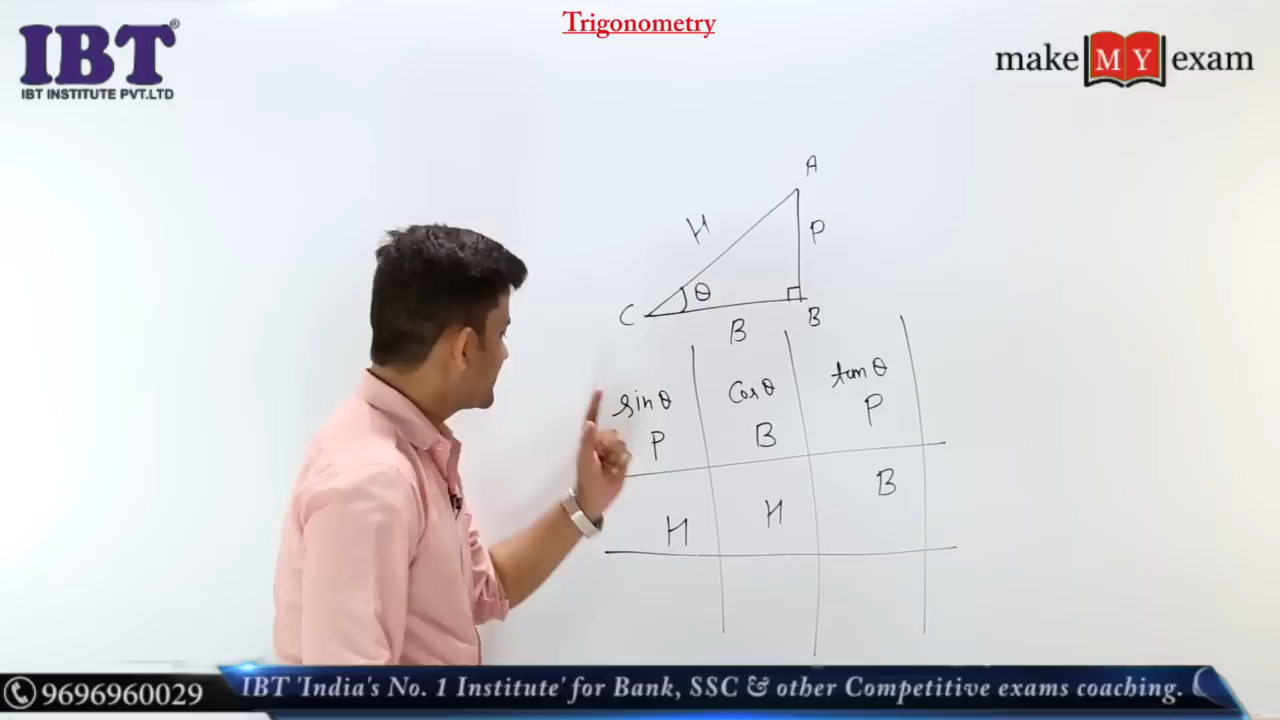 Trigonometry
IBT®
IBT INSTITUTE PVT.LTD
make MY exam
A
H
P
C
θ
B
B
sinθ
Cosθ
tanθ
P
B
P
H
H
B
9696960029
IBT 'India's No. 1 Institute' for Bank, SSC & other Competitive exams coaching.